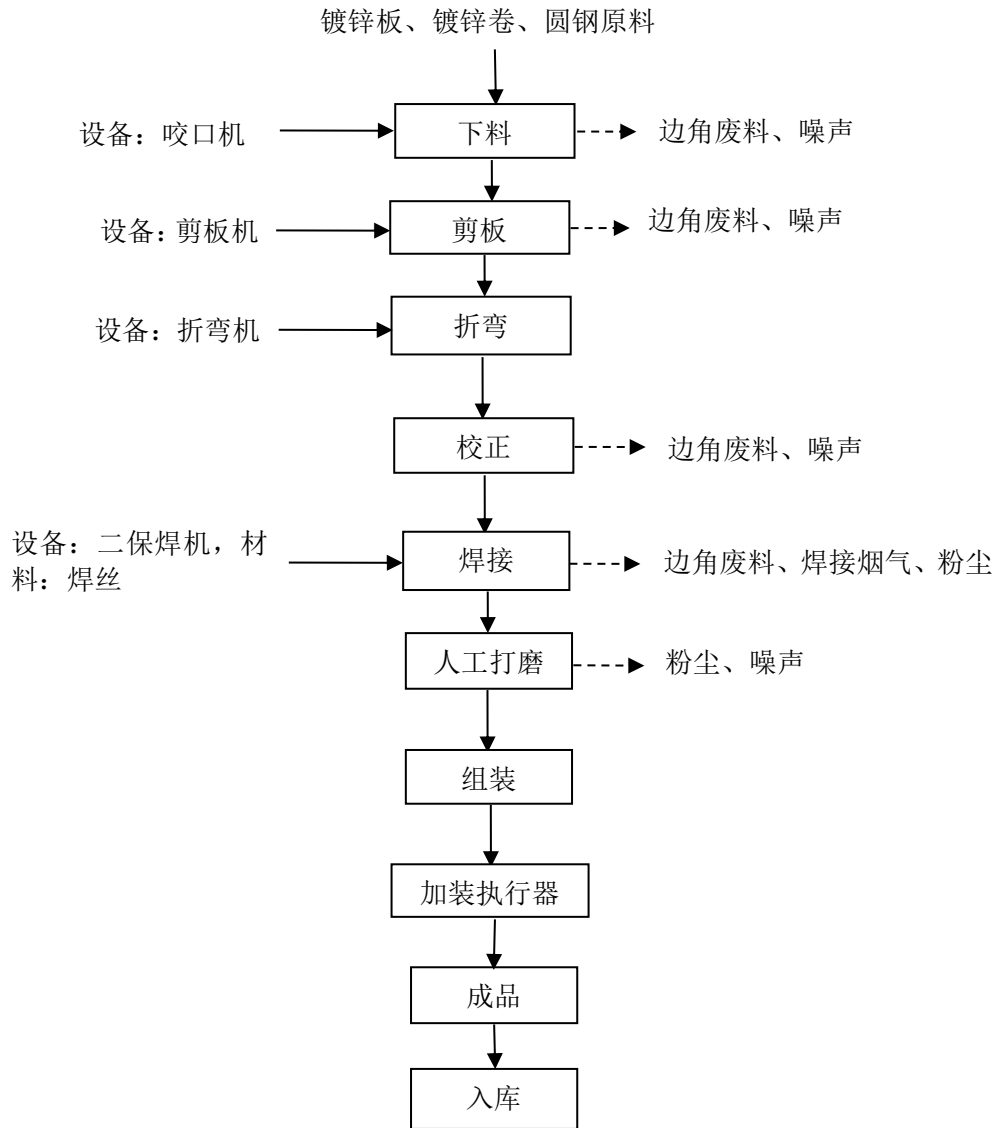 镀锌板、镀锌卷、圆钢原料
设备：咬口机
下料
边角废料、噪声
设备：剪板机
剪板
边角废料、噪声
设备：折弯机
折弯
校正
边角废料、噪声
设备：二保焊机，材
料：焊丝
焊接
边角废料、焊接烟气、粉尘
人工打磨
粉尘、噪声
组装
加装执行器
成品
入库